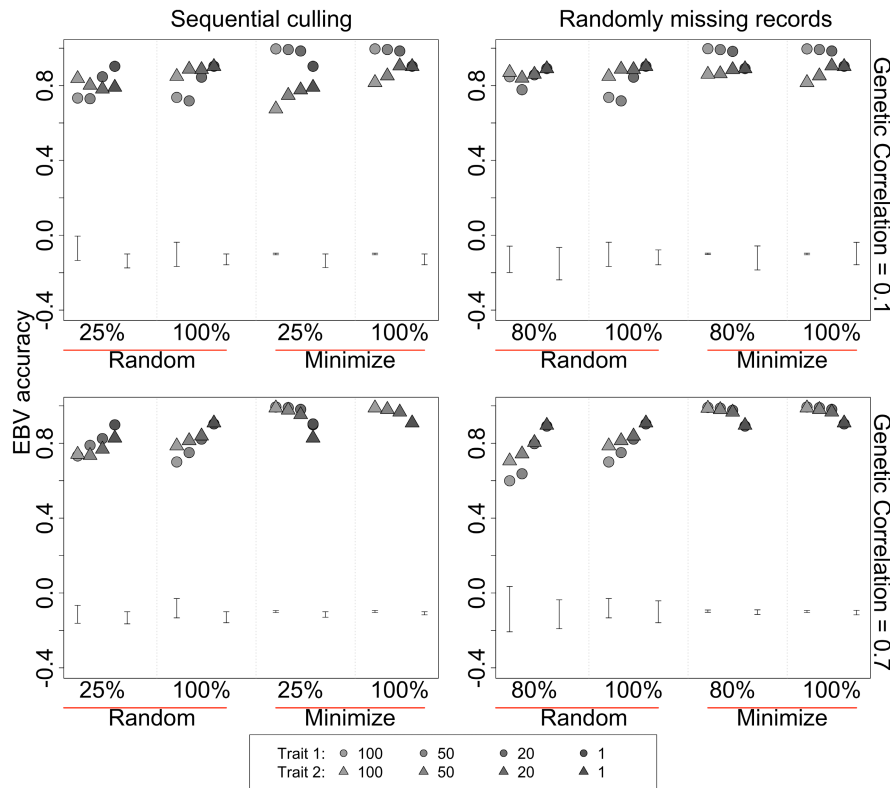 Sequential culling
Randomly missing records
EBV accuracy
0.8
0.4
0.0
-0.4
25%
100%
25%
100%
Random
Minimize
80%
100%
80%
100%
Random
Minimize
Genetic Correlation = 0.1
0.8
0.4
0.0
-0.4
25%
100%
25%
100%
Random
Minimize
0.8
0.4
0.0
-0.4
80%
100%
80%
100%
Random
Minimize
Genetic Correlation = 0.7
0.8
0.4
0.0
-0.4
Trait 1: 100 50 20 1
Trait 2: 100 50 20 1